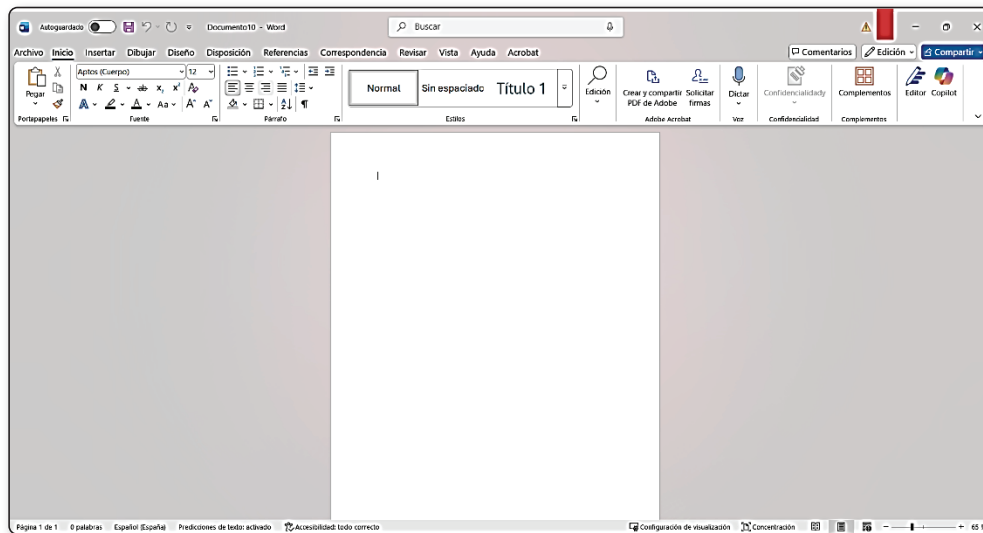 Autoguardado Documento10 - Word Buscar
Archivo Inicio Insertar Dibujar Diseño Disposición Referencias Correspondencia Revisar Vista Ayuda Acrobat Comentarios Edición Compartir
Pegar Aptos (Cuerpo) 12 Normal Sin espaciado Título 1 Edición Crear y compartir PDF de Adobe Solicitar firmas Dictar Confidencialidady Complementos Editor Copilot
N K S ab x, x'
A A Aa A A
Portapapeles Fuente Párrafo Estilos Adobe Acrobat Voz Confidencialidad Complementos
Página 1 de 1 0 palabras Español (España) Predicciones de texto: activado Accesibilidad: todo correcto Configuración de visualización Concentración